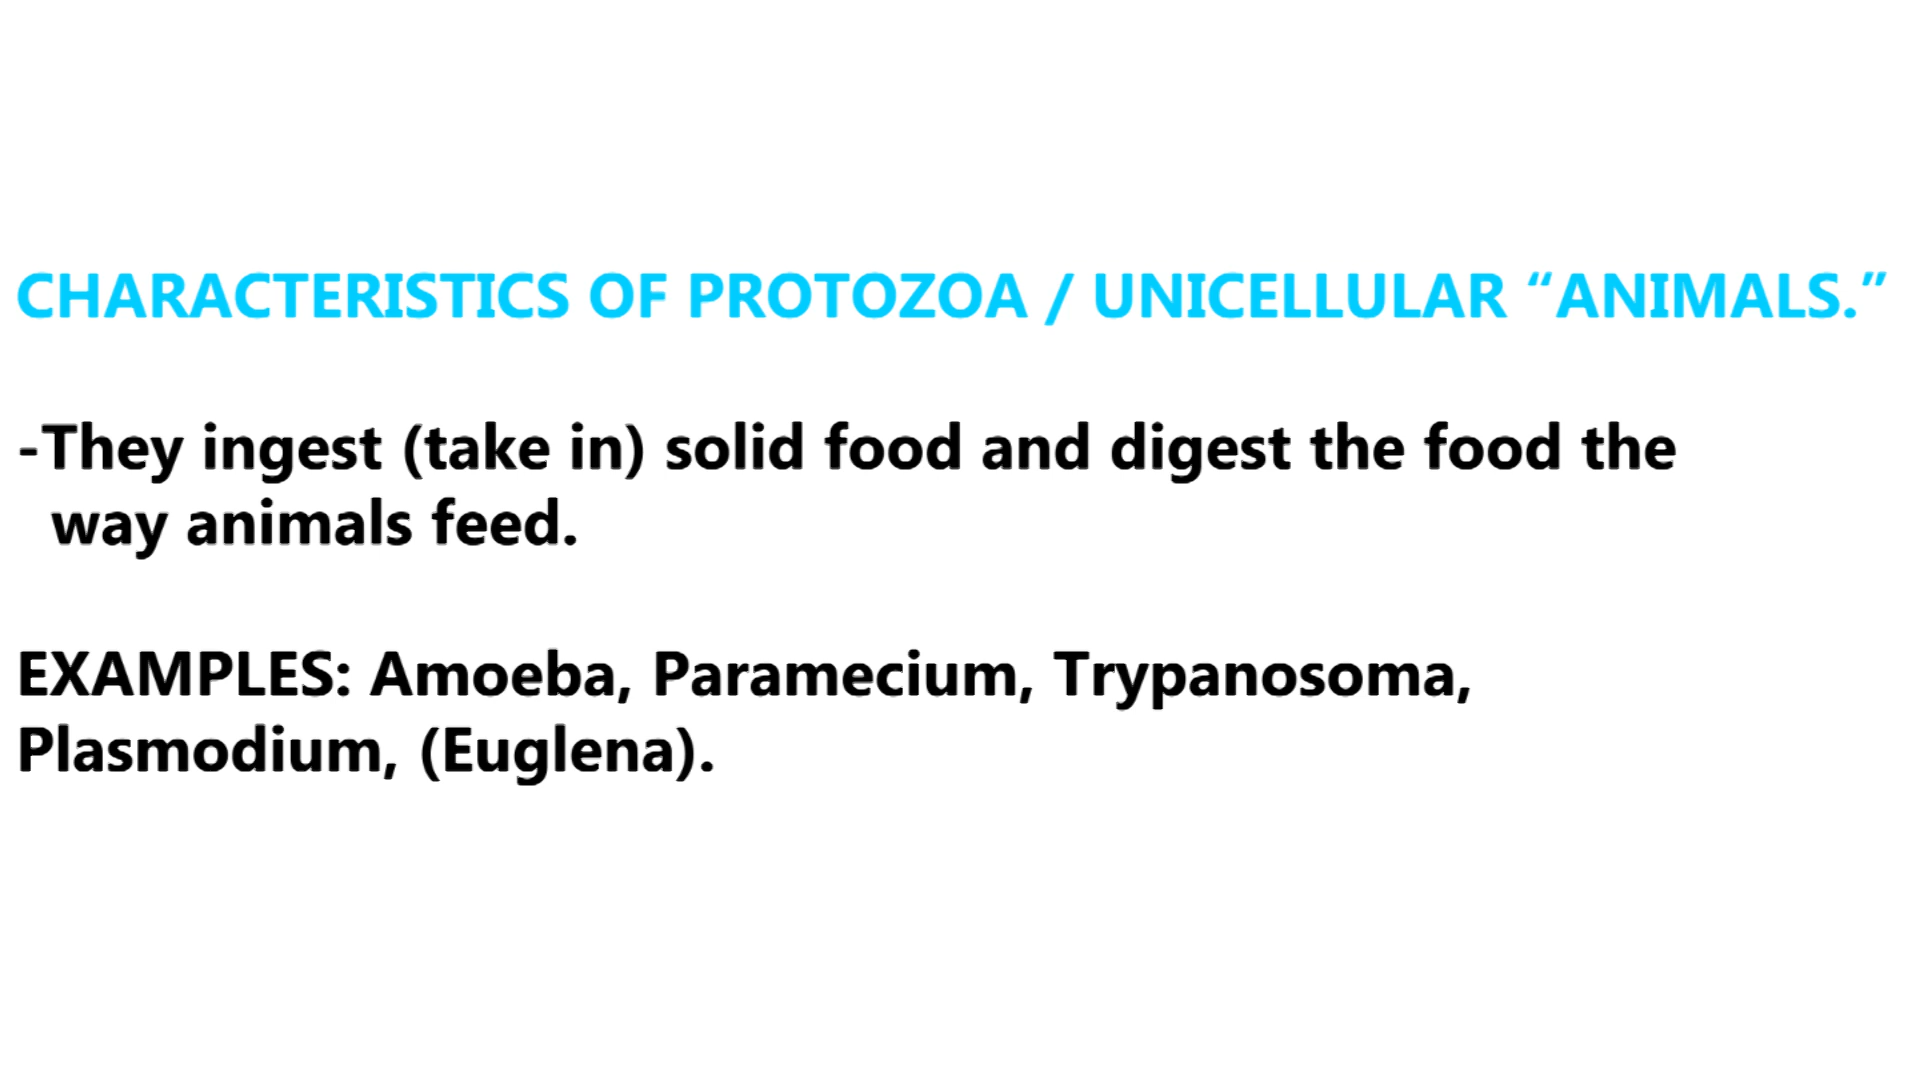 CHARACTERISTICS OF PROTOZOA / UNICELLULAR “ANIMALS.”
-They ingest (take in) solid food and digest the food the
way animals feed.
EXAMPLES: Amoeba, Paramecium, Trypanosoma,
Plasmodium, (Euglena).